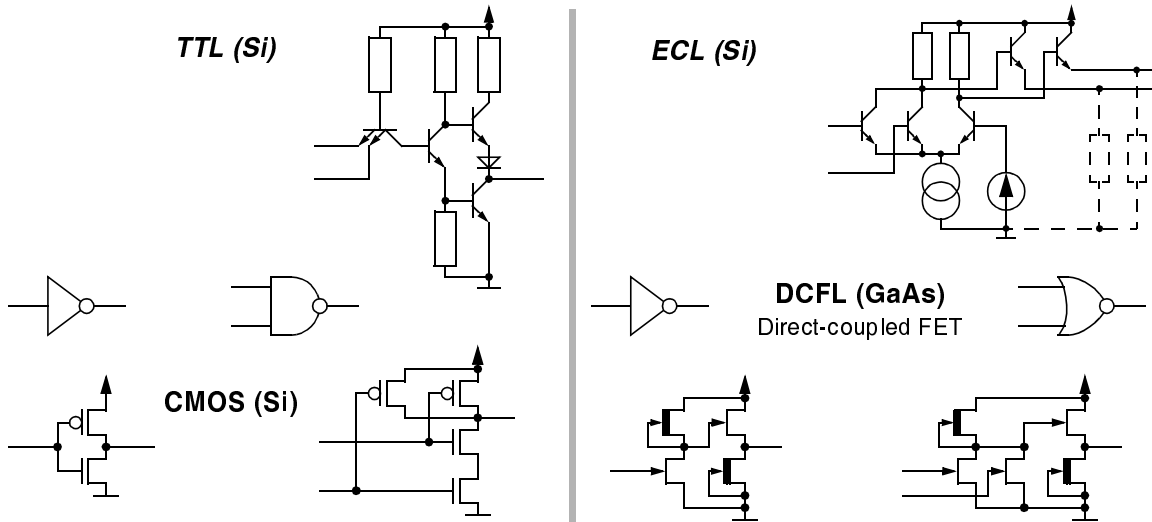 TTL (Si)
ECL (Si)
DCFL (GaAs)
Direct-coupled FET
CMOS (Si)